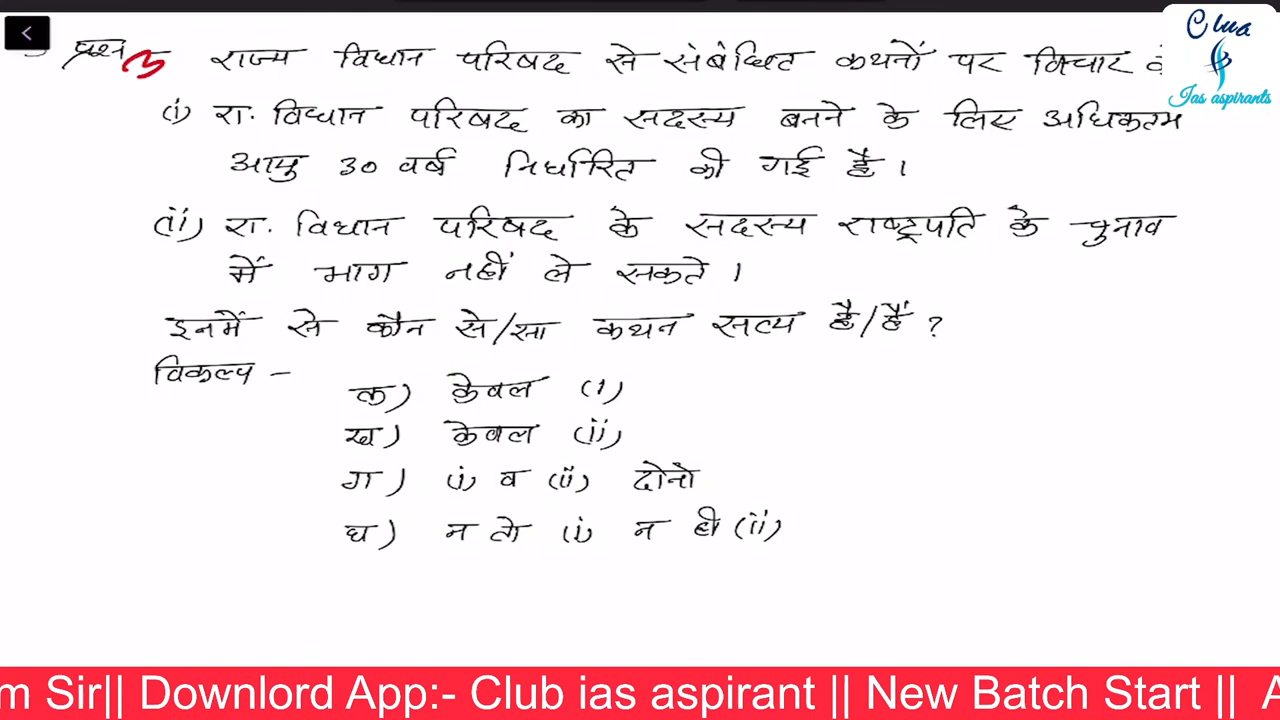 Clua
Ias aspirants
प्रश्न 3 राज्य विधान परिषद से संबंधित कथनों पर विचार
(i) रा. विधान परिषद का सदस्य बनने के लिए अधिकतम
आयु 30 वर्ष निर्धारित की गई है।
(ii) रा. विधान परिषद के सदस्य राष्ट्रपति के चुनाव
में भाग नहीं ले सकते।
इनमें से कौन से/सा कथन सत्य है/हैं ?
विकल्प -
क) केवल (i)
ख) केवल (ii)
ग) (i) व (ii) दोनो
घ) न तो (i) न ही (ii)
m Sir|| Downlord App:- Club ias aspirant || New Batch Start || A